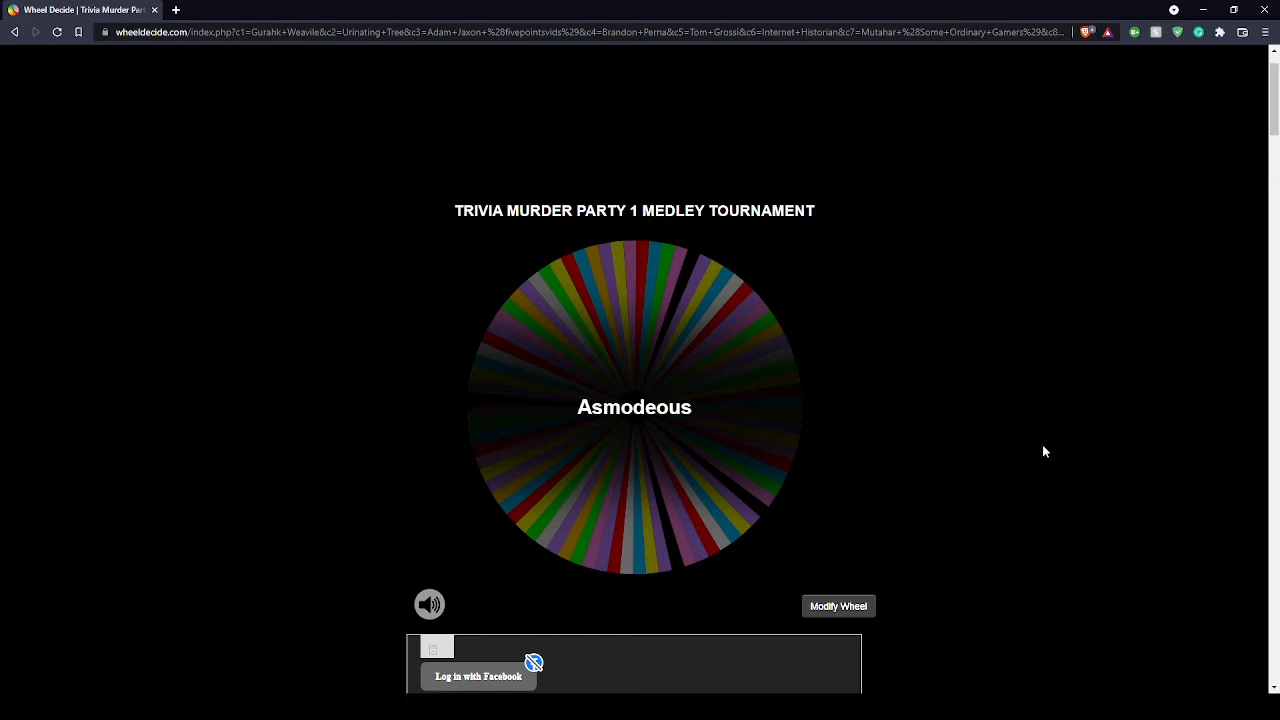 Wheel Decide | Trivia Murder Par
wheeldecide.com/index.php?c1=Gurahk+Weavile&c2=Urinating+Tree&c3=Adam+Jaxon+%28fivepointsvids%29&c4=Brandon+Perna&c5=Tom+Grossi&c6=Internet+Historian&c7=Mutahar+%28Some+Ordinary+Gamers%29&c8...
TRIVIA MURDER PARTY 1 MEDLEY TOURNAMENT
Asmodeous
Modify Wheel
Log in with Facebook